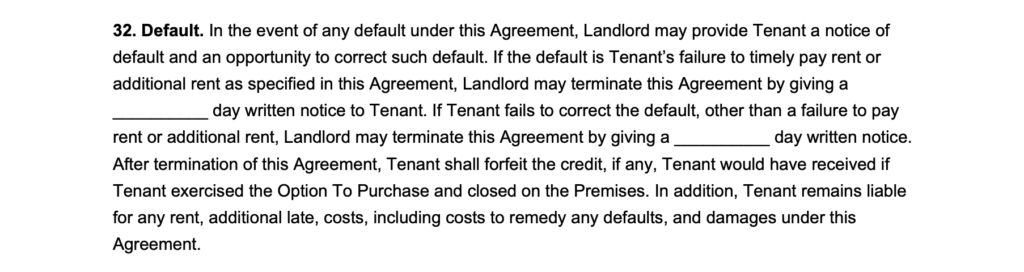 32. Default. In the event of any default under this Agreement, Landlord may provide Tenant a notice of
default and an opportunity to correct such default. If the default is Tenant’s failure to timely pay rent or
additional rent as specified in this Agreement, Landlord may terminate this Agreement by giving a
__________ day written notice to Tenant. If Tenant fails to correct the default, other than a failure to pay
rent or additional rent, Landlord may terminate this Agreement by giving a __________ day written notice.
After termination of this Agreement, Tenant shall forfeit the credit, if any, Tenant would have received if
Tenant exercised the Option To Purchase and closed on the Premises. In addition, Tenant remains liable
for any rent, additional late, costs, including costs to remedy any defaults, and damages under this
Agreement.